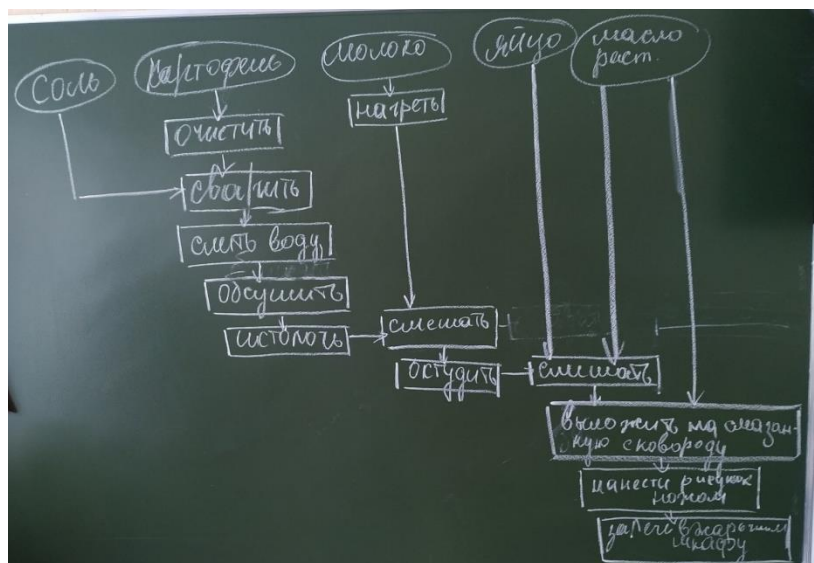 соль
картофель
молоко
яйцо
масло
раст.
нагреть
очистить
сварить
слить воду
обсушить
истолочь
смешать
остудить
смешать
выложить на смазан-
ную сковороду
нанести рисунок
ножом
запечь в жарочном
шкафу